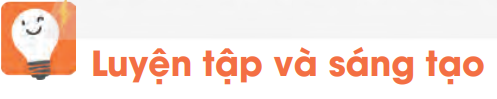 Luyện tập và sáng tạo